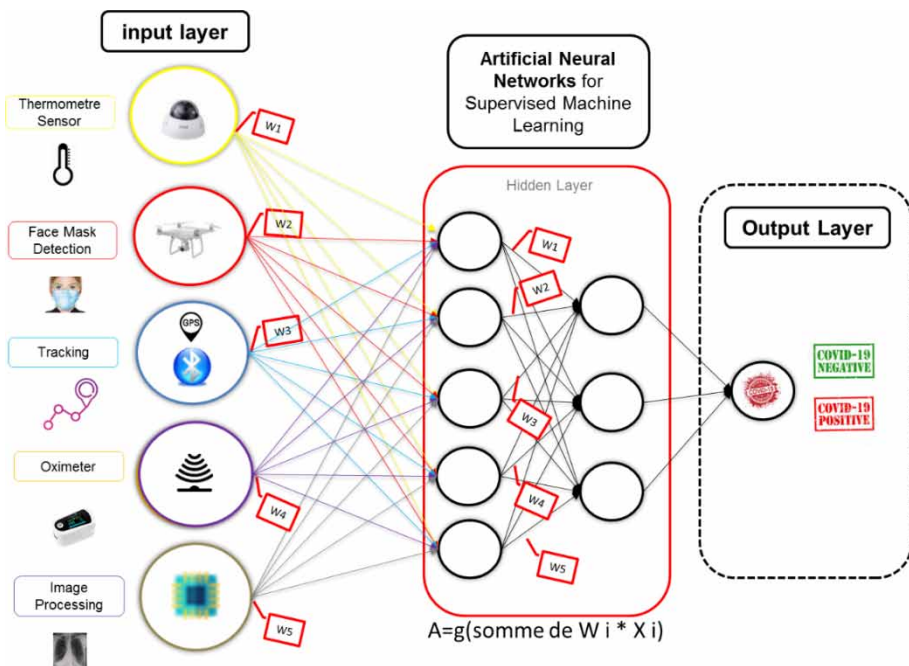 input layer
Artificial Neural
Networks for
Supervised Machine
Learning
Thermometre
Sensor
W1
Hidden Layer
Face Mask
Detection
W2
W1
Output Layer
W2
GPS
Tracking
W3
COVID-19
NEGATIVE
COVID-19
POSITIVE
COVID-19
W3
Oximeter
W4
W4
W5
Image
Processing
W5
A=g(somme de W i * X i)